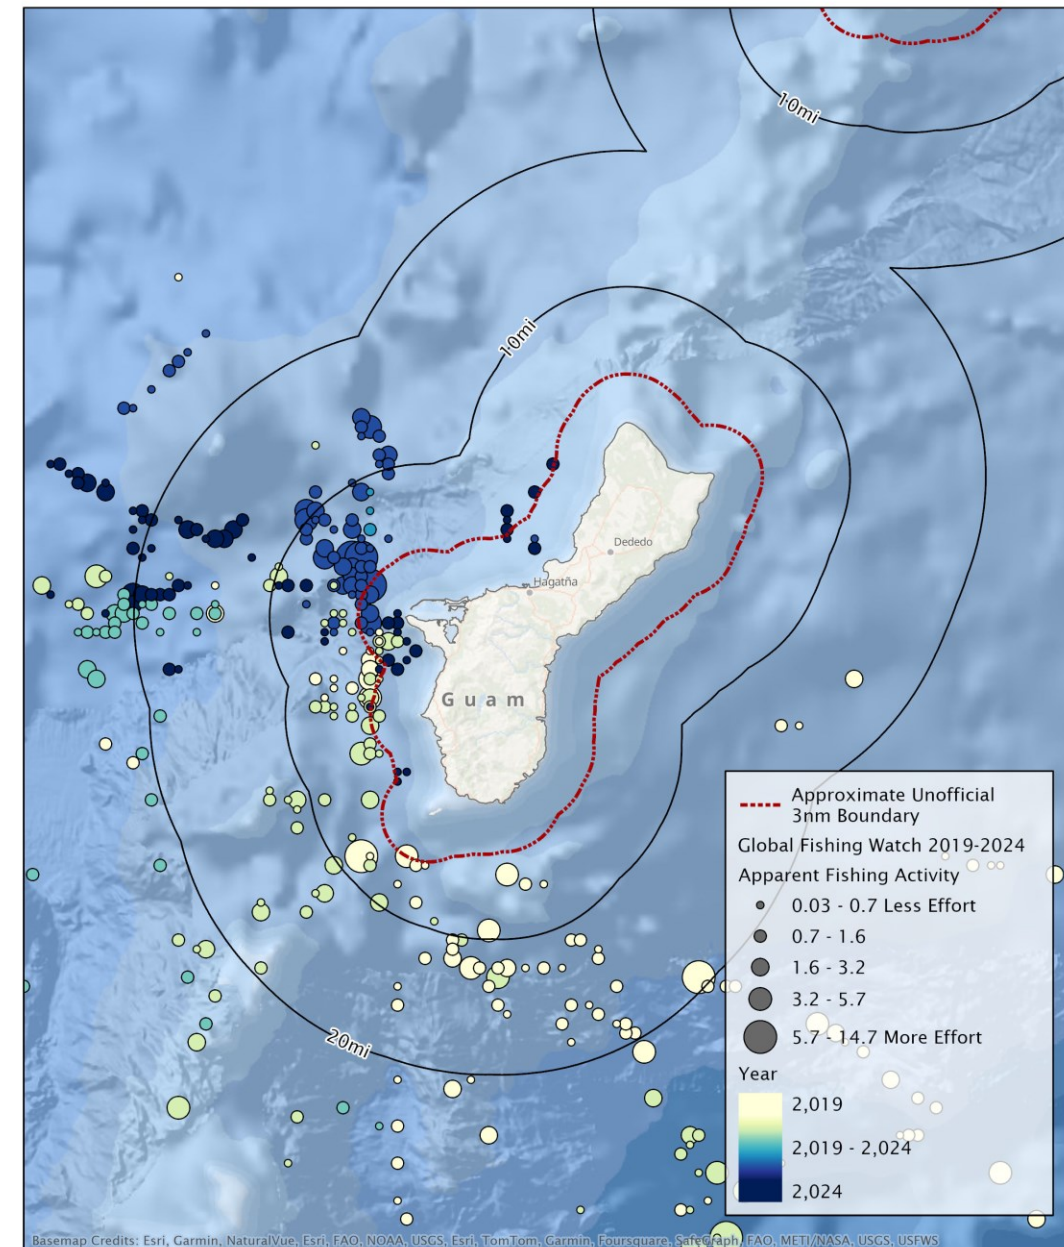 10mi
10mi
Dededo
Hagatña
Guam
20mi
Approximate Unofficial
3nm Boundary
Global Fishing Watch 2019-2024
Apparent Fishing Activity
0.03 - 0.7 Less Effort
0.7 - 1.6
1.6 - 3.2
3.2 - 5.7
5.7 - 14.7 More Effort
Year
2,019
2,019 - 2,024
2,024
Basemap Credits: Esri, Garmin, NaturalVue, Esri, FAO, NOAA, USGS, Esri, TomTom, Garmin, Foursquare, SafeGraph, FAO, METI/NASA, USGS, USFWS